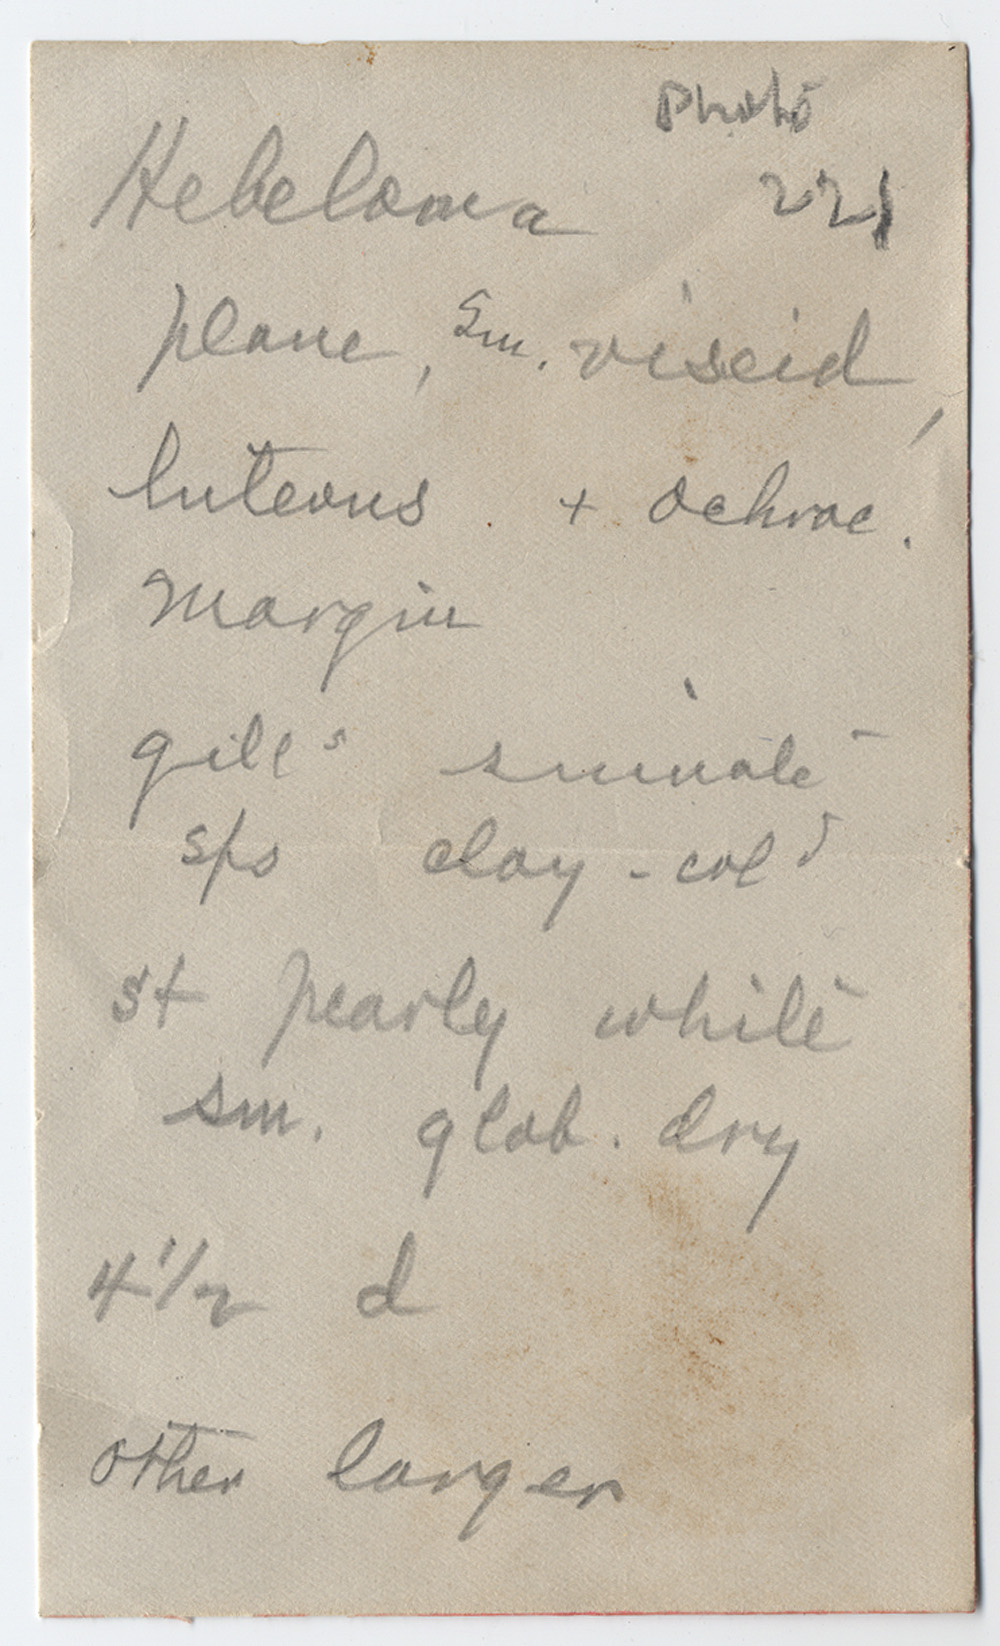 Photo
Hebeloma 221
plane, sm. viscid,
luteous + ochrac.
margin
gills sinuate
sps clay-col'd
st pearly white
sm. glob. dry
4 1/2 d
other larger